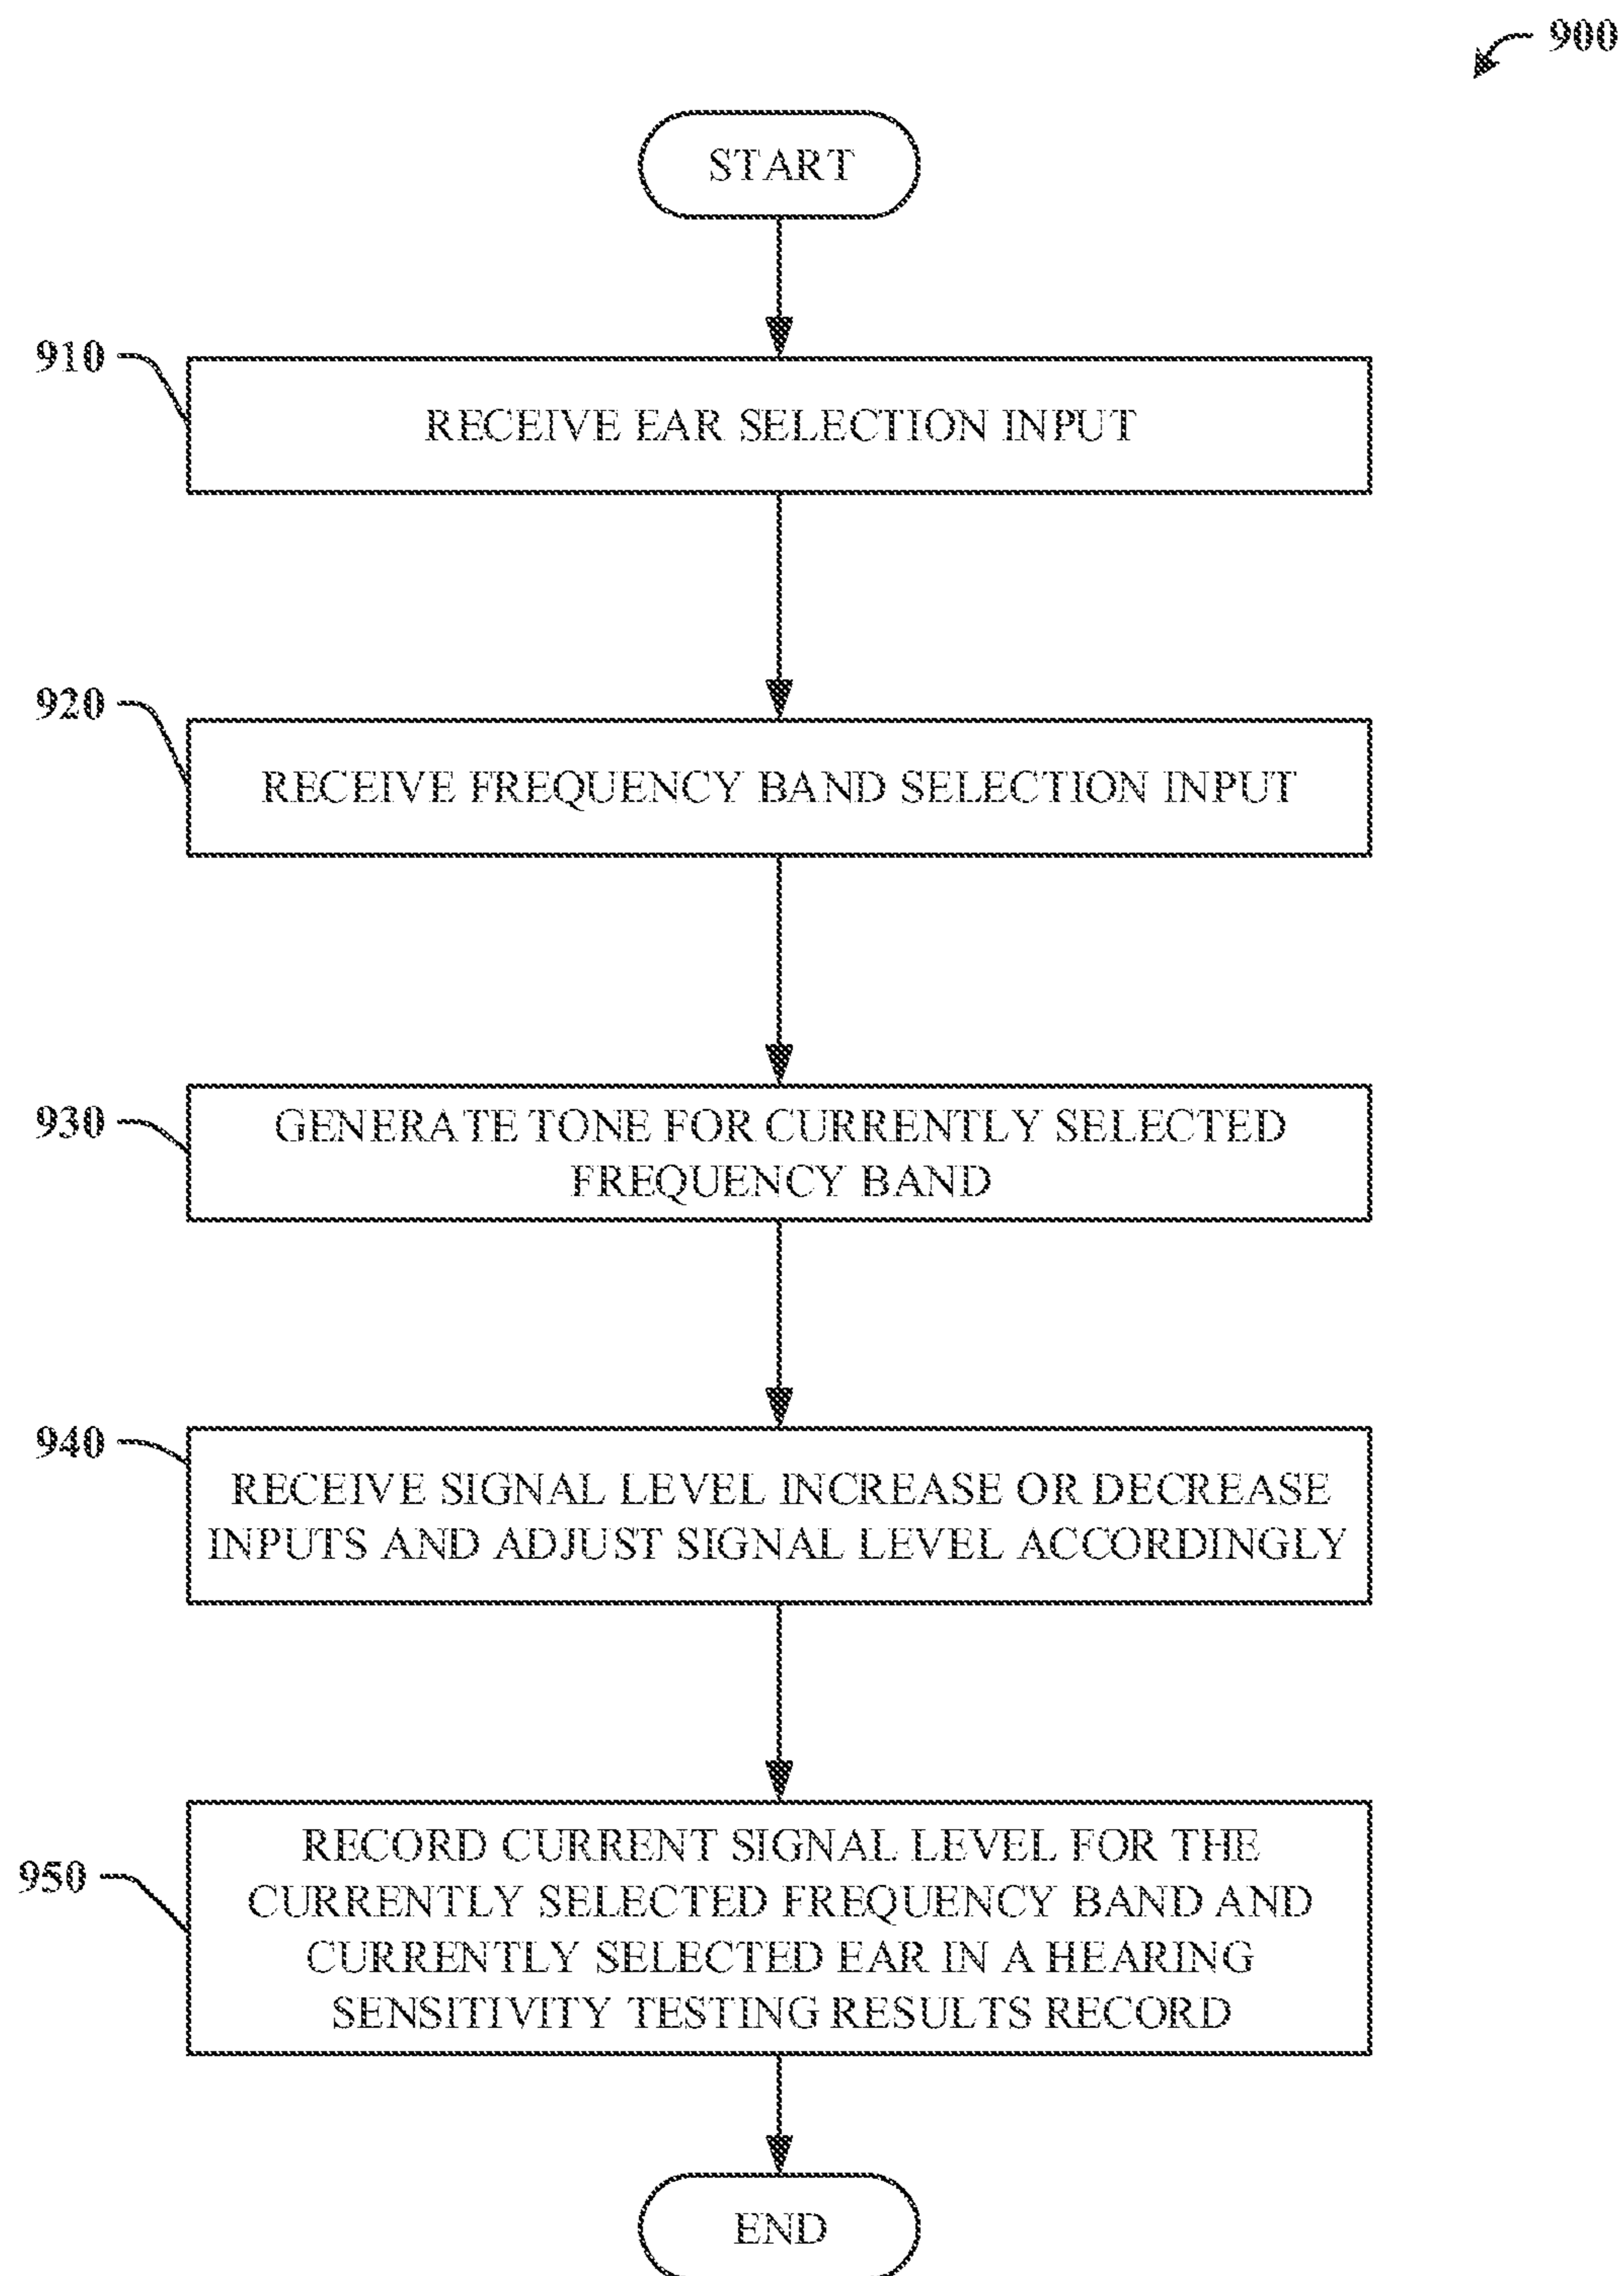 900
START
910
RECEIVE EAR SELECTION INPUT
920
RECEIVE FREQUENCY BAND SELECTION INPUT
930
GENERATE TONE FOR CURRENTLY SELECTED
FREQUENCY BAND
940
RECEIVE SIGNAL LEVEL INCREASE OR DECREASE
INPUTS AND ADJUST SIGNAL LEVEL ACCORDINGLY
950
RECORD CURRENT SIGNAL LEVEL FOR THE
CURRENTLY SELECTED FREQUENCY BAND AND
CURRENTLY SELECTED EAR IN A HEARING
SENSITIVITY TESTING RESULTS RECORD
END